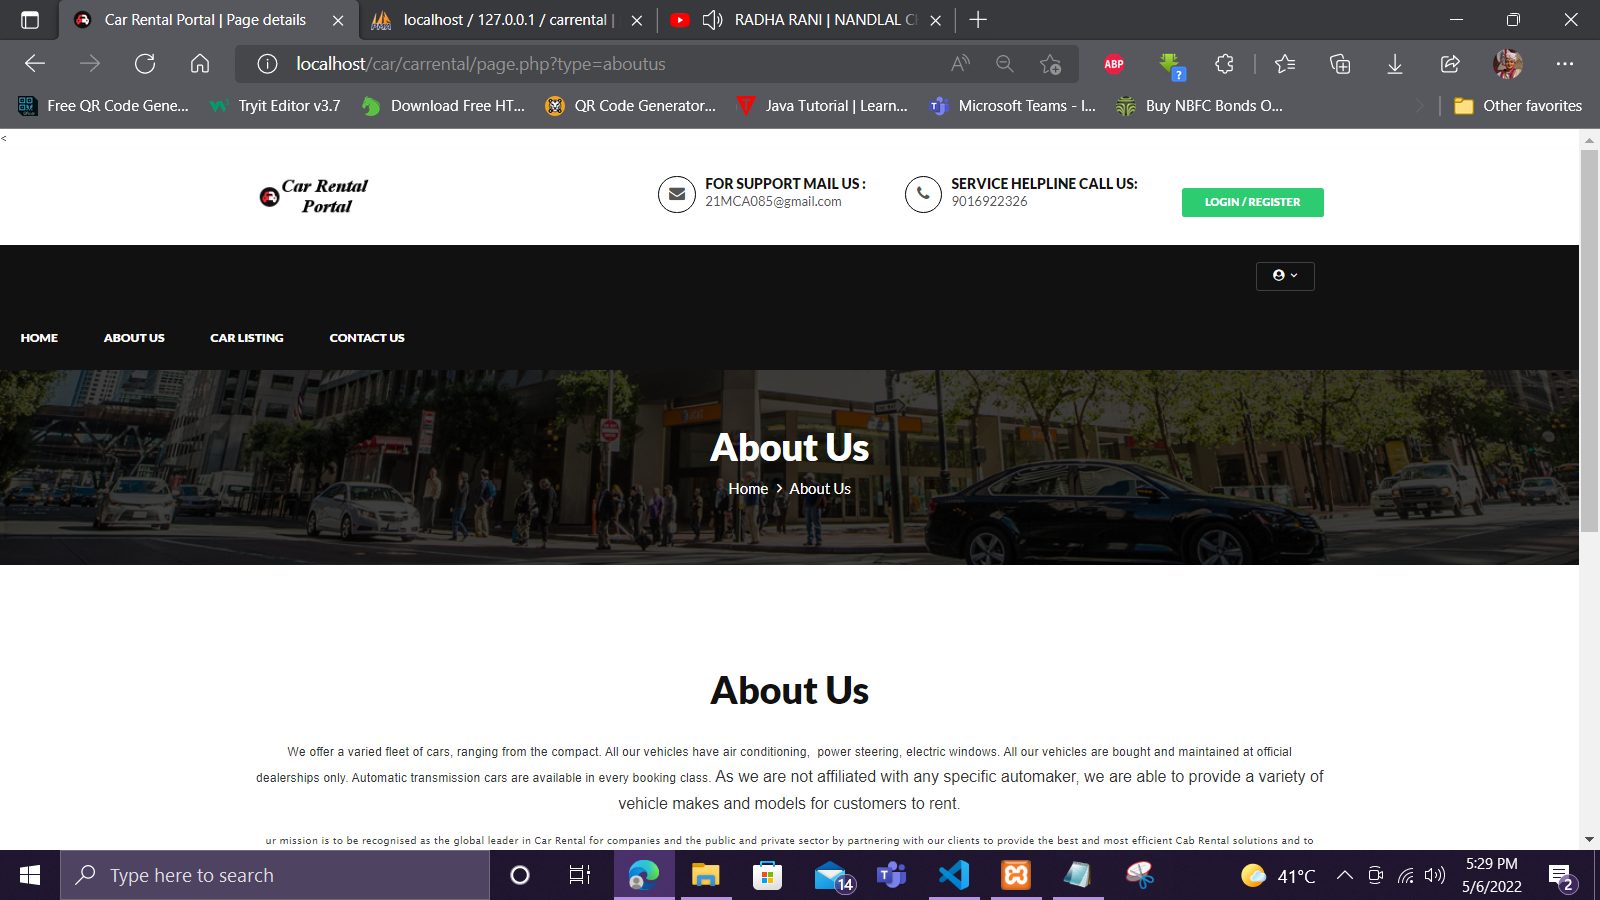 Car Rental Portal | Page details
localhost / 127.0.0.1 / carrental |
RADHA RANI | NANDLAL C
localhost/car/carrental/page.php?type=aboutus
ABP
Free QR Code Gene...
Tryit Editor v3.7
Download Free HT...
QR Code Generator...
Java Tutorial | Learn...
Microsoft Teams - I...
Buy NBFC Bonds O...
Other favorites
<
Car Rental
Portal
FOR SUPPORT MAIL US :
21MCA085@gmail.com
SERVICE HELPLINE CALL US:
9016922326
LOGIN / REGISTER
HOME
ABOUT US
CAR LISTING
CONTACT US
About Us
Home > About Us
About Us
We offer a varied fleet of cars, ranging from the compact. All our vehicles have air conditioning,  power steering, electric windows. All our vehicles are bought and maintained at official
dealerships only. Automatic transmission cars are available in every booking class. As we are not affiliated with any specific automaker, we are able to provide a variety of
vehicle makes and models for customers to rent.
ur mission is to be recognised as the global leader in Car Rental for companies and the public and private sector by partnering with our clients to provide the best and most efficient Cab Rental solutions and to
Type here to search
14
41°C
5:29 PM
5/6/2022
2